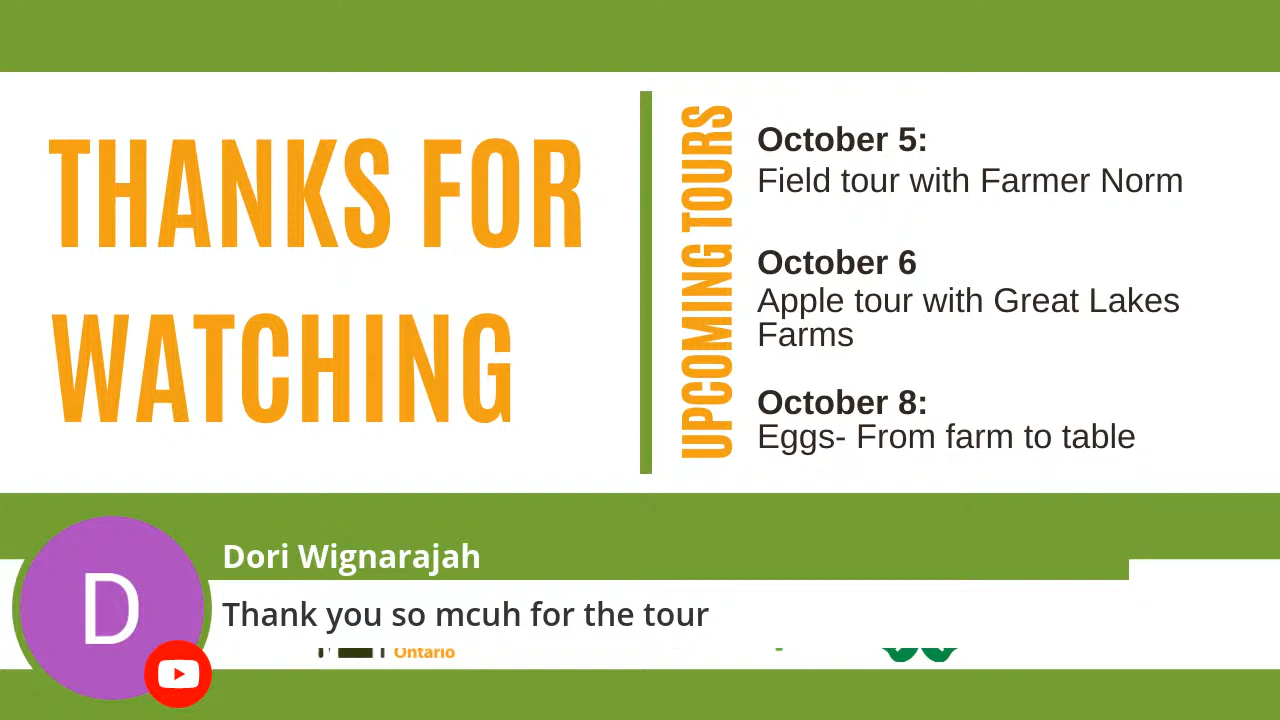 THANKS FOR
WATCHING
UPCOMING TOURS
October 5:
Field tour with Farmer Norm
October 6
Apple tour with Great Lakes
Farms
October 8:
Eggs- From farm to table
D
Dori Wignarajah
Thank you so mcuh for the tour
Ontario